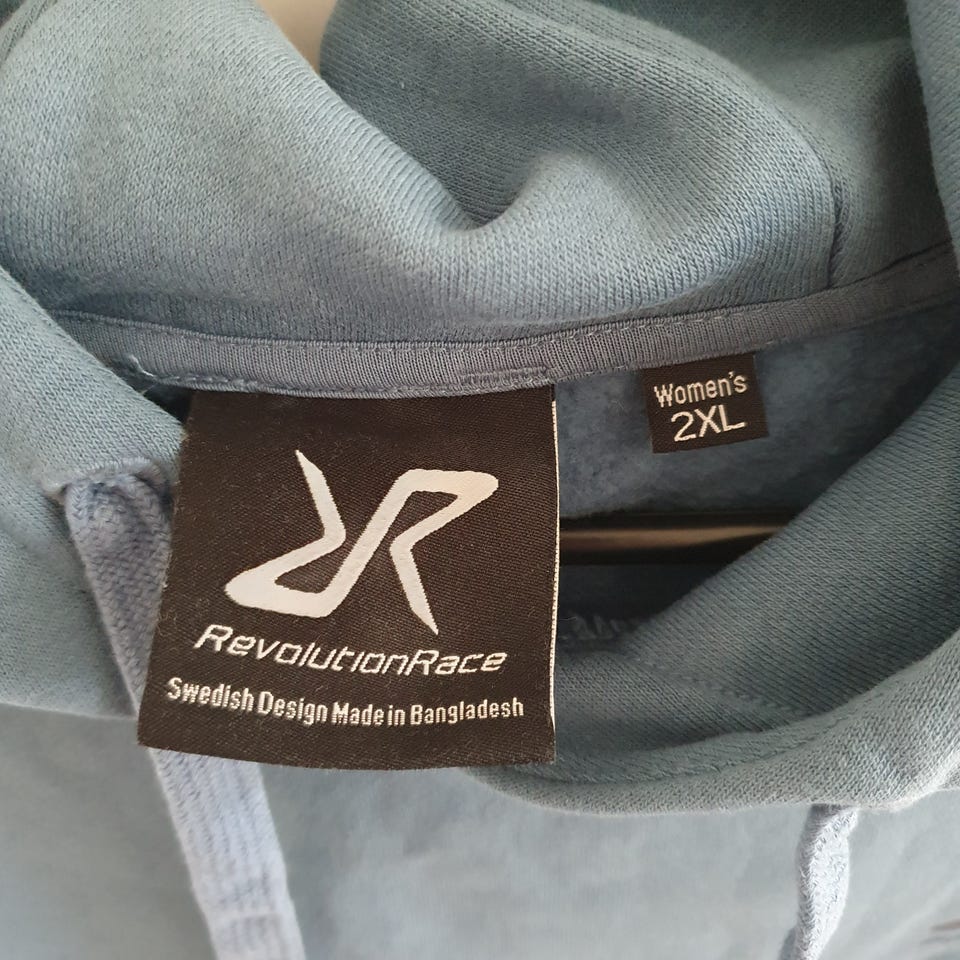 Women's
2XL
RevolutionRace
Swedish Design Made in Bangladesh